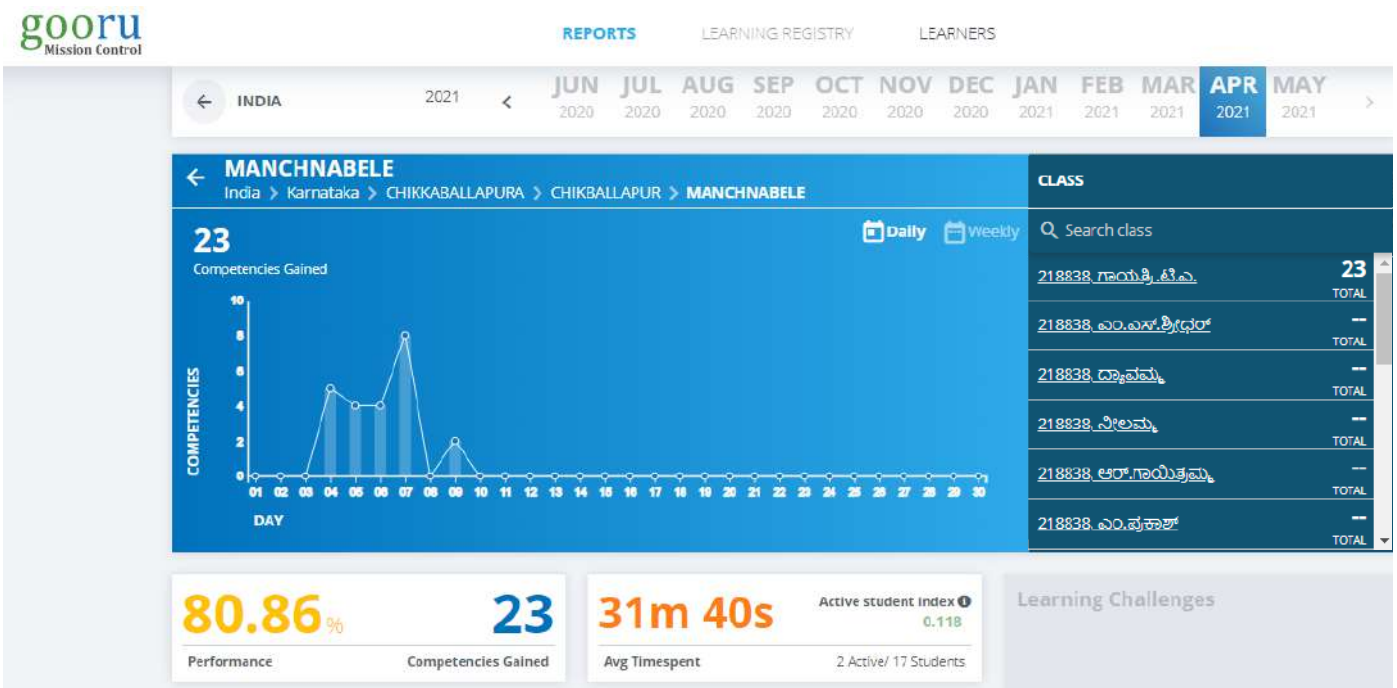 gooru
Mission Control
REPORTS LEARNING REGISTRY LEARNERS
INDIA 2021
JUN 2020 JUL 2020 AUG 2020 SEP 2020 OCT 2020 NOV 2020 DEC 2020 JAN 2021 FEB 2021 MAR 2021 APR 2021 MAY 2021
MANCHNABELE
India > Karnataka > CHIKKABALLAPURA > CHIKBALLAPUR > MANCHNABELE
23
Competencies Gained
Daily Weekly
COMPETENCIES
10
8
6
4
2
0
01 02 03 04 05 06 07 08 09 10 11 12 13 14 15 16 17 18 19 20 21 22 23 24 25 26 27 28 29 30
DAY
CLASS
Search class
218838, ಗಾಯತ್ರಿ.ಟಿ.ಎ. 23
TOTAL
218838, ಎಂ.ಎಸ್.ಶ್ರೀಧರ್ --
TOTAL
218838, ದ್ಯಾವಮ್ಮ --
TOTAL
218838, ನೀಲಮ್ಮ --
TOTAL
218838, ಆರ್.ಗಾಯಿತ್ರಮ್ಮ --
TOTAL
218838, ಎಂ.ಪ್ರಕಾಶ್ --
TOTAL
80.86% 23
Performance Competencies Gained
31m 40s Active student index
0.118
Avg Timespent 2 Active/ 17 Students
Learning Challenges